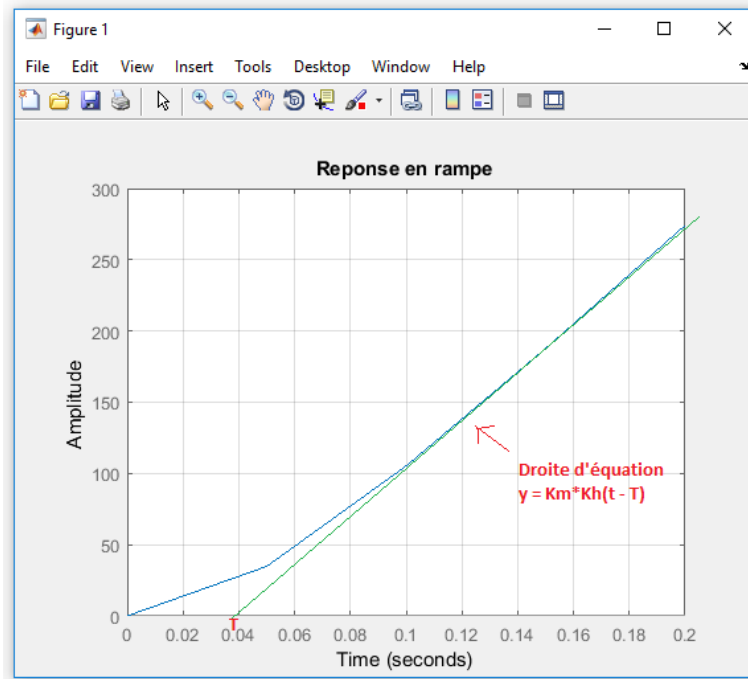 Figure 1
File Edit View Insert Tools Desktop Window Help
Reponse en rampe
300
250
200
150
100
50
0
Amplitude
Droite d'équation
y = Km*Kh(t - T)
T
0 0.02 0.04 0.06 0.08 0.1 0.12 0.14 0.16 0.18 0.2
Time (seconds)